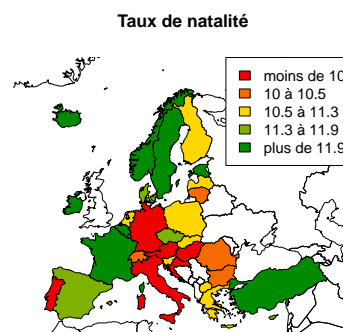 Taux de natalité
moins de 10
10 à 10.5
10.5 à 11.3
11.3 à 11.9
plus de 11.9